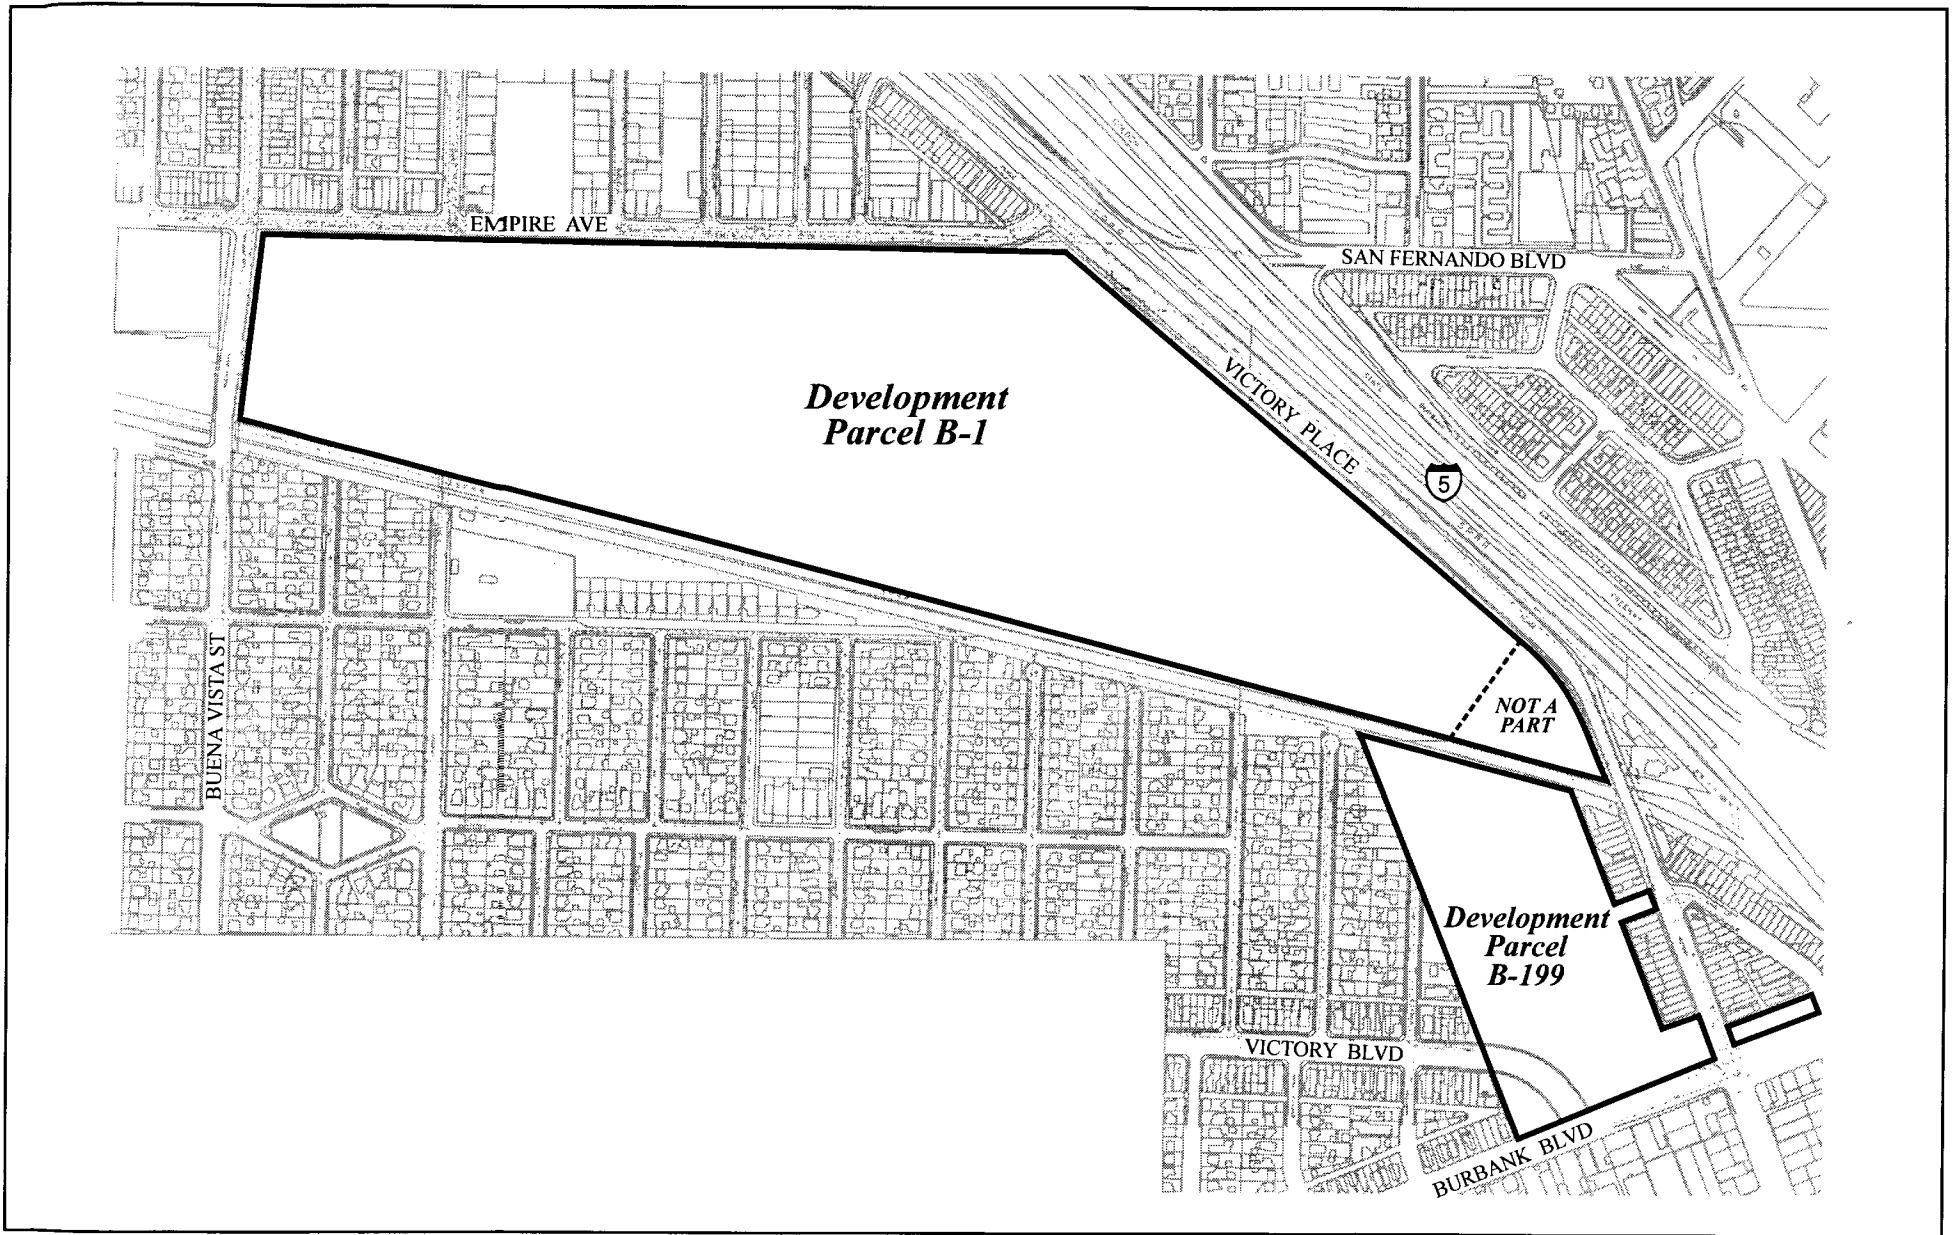 EMPIRE AVE
SAN FERNANDO BLVD
Development
Parcel B-1
VICTORY PLACE
5
BUENA VISTA ST
NOT A
PART
Development
Parcel
B-199
VICTORY BLVD
BURBANK BLVD